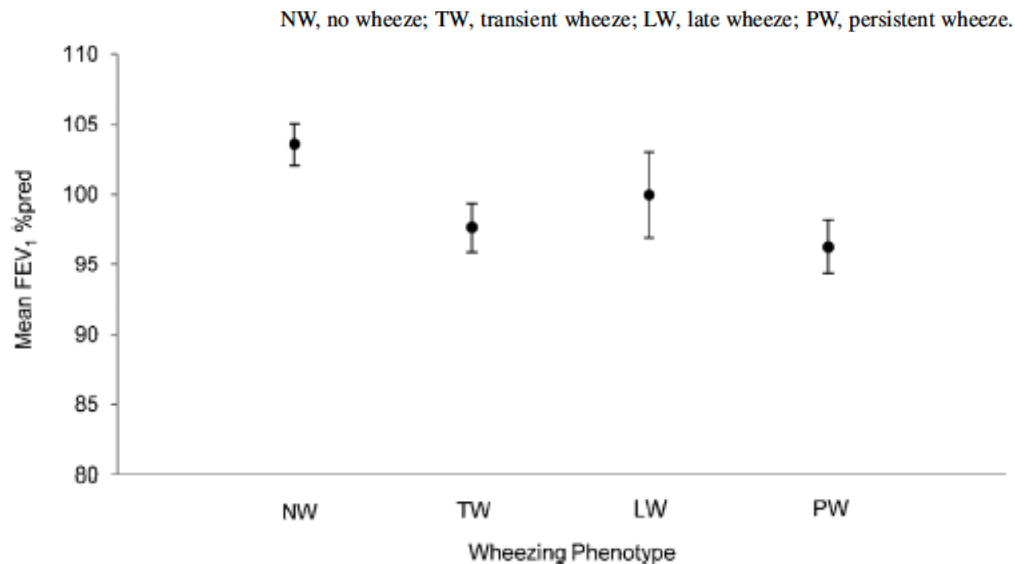 NW, no wheeze; TW, transient wheeze; LW, late wheeze; PW, persistent wheeze.
110
105
100
95
90
85
80
Mean FEV₁, %pred
NW TW LW PW
Wheezing Phenotype